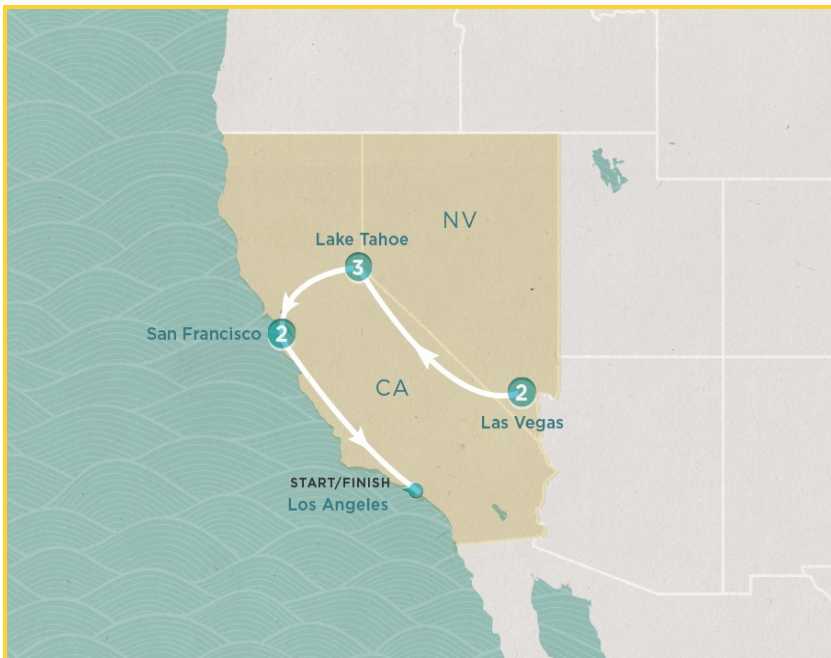 NV
Lake Tahoe
3
San Francisco
2
CA
2
Las Vegas
START/FINISH
Los Angeles